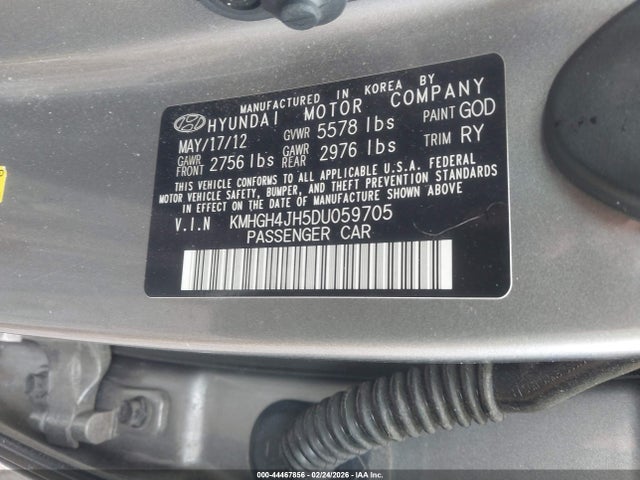 MANUFACTURED IN KOREA BY
HYUNDAI MOTOR COMPANY
MAY/17/12 GVWR 5578 lbs PAINT GOD
GAWR FRONT 2756 lbs GAWR REAR 2976 lbs TRIM RY
THIS VEHICLE CONFORMS TO ALL APPLICABLE U.S.A. FEDERAL
MOTOR VEHICLE SAFETY, BUMPER, AND THEFT PREVENTION STANDARDS
IN EFFECT ON THE DATE OF MANUFACTURE SHOWN ABOVE
V.I.N KMHGH4JH5DU059705
PASSENGER CAR
000-44467856 - 02/24/2026 - IAAI.COM